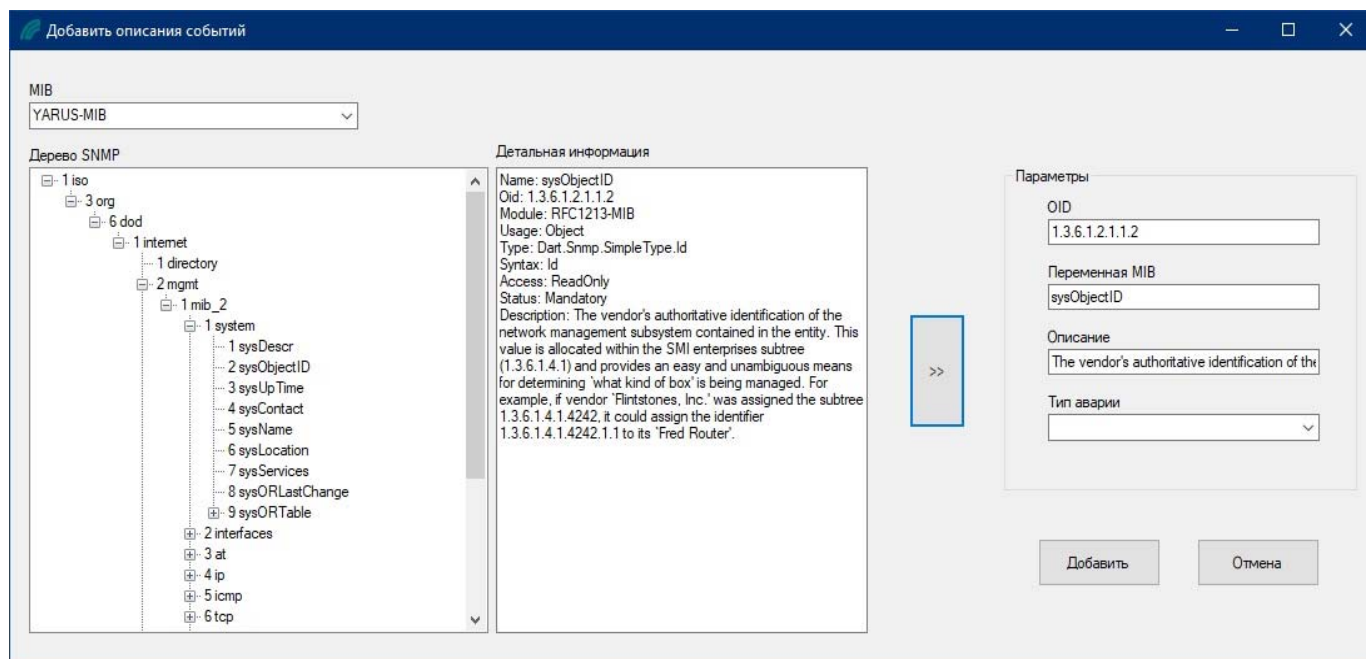 Добавить описания событий
MIB
YARUS-MIB
Дерево SNMP
1 iso
3 org
6 dod
1 internet
1 directory
2 mgmt
1 mib_2
1 system
1 sysDescr
2 sysObjectID
3 sysUpTime
4 sysContact
5 sysName
6 sysLocation
7 sysServices
8 sysORLastChange
9 sysORTable
2 interfaces
3 at
4 ip
5 icmp
6 tcp
Детальная информация
Name: sysObjectID
Oid: 1.3.6.1.2.1.1.2
Module: RFC1213-MIB
Usage: Object
Type: Dart.Snmp.SimpleType.Id
Syntax: Id
Access: ReadOnly
Status: Mandatory
Description: The vendor's authoritative identification of the
network management subsystem contained in the entity. This
value is allocated within the SMI enterprises subtree
(1.3.6.1.4.1) and provides an easy and unambiguous means
for determining `what kind of box' is being managed. For
example, if vendor `Flintstones, Inc.' was assigned the subtree
1.3.6.1.4.1.4242, it could assign the identifier
1.3.6.1.4.1.4242.1.1 to its `Fred Router'.
>>
Параметры
OID
1.3.6.1.2.1.1.2
Переменная MIB
sysObjectID
Описание
The vendor's authoritative identification of the
Тип аварии
Добавить
Отмена